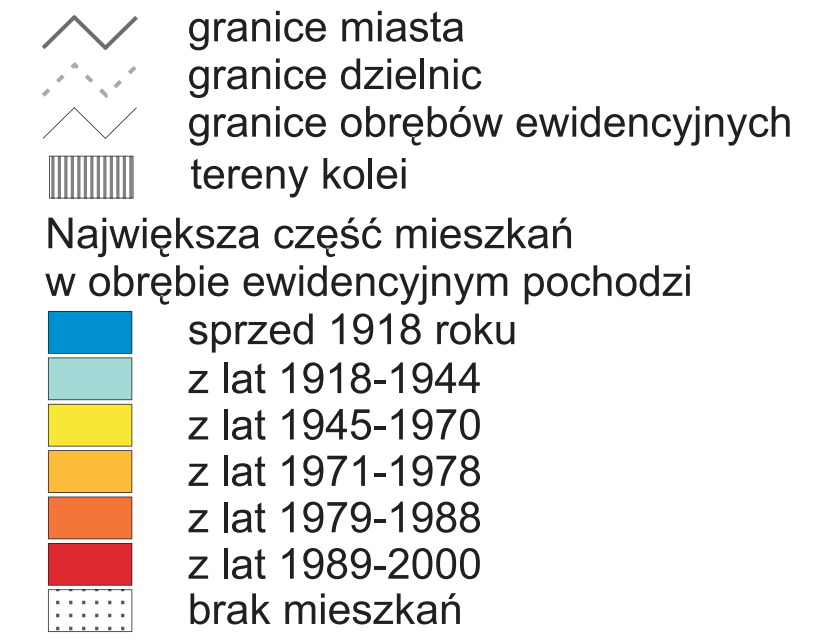 granice miasta
granice dzielnic
granice obrębów ewidencyjnych
tereny kolei
Największa część mieszkań
w obrębie ewidencyjnym pochodzi
sprzed 1918 roku
z lat 1918-1944
z lat 1945-1970
z lat 1971-1978
z lat 1979-1988
z lat 1989-2000
brak mieszkań